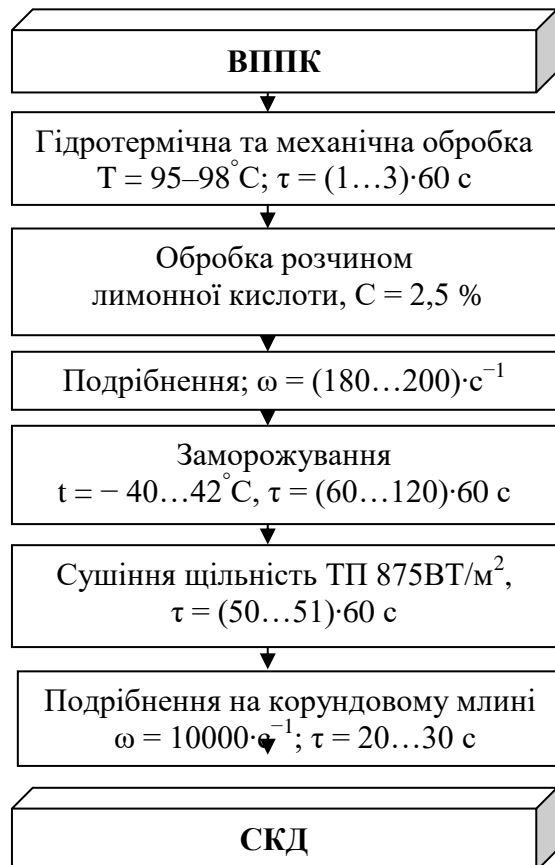 ВППК
Гідротермічна та механічна обробка
Т = 95–98°С; τ = (1…3)·60 с
Обробка розчином
лимонної кислоти, С = 2,5 %
Подрібнення; ω = (180…200)·с⁻¹
Заморожування
t = − 40…42°С, τ = (60…120)·60 с
Сушіння щільність ТП 875ВТ/м²,
τ = (50…51)·60 с
Подрібнення на корундовому млині
ω = 10000·с⁻¹; τ = 20…30 с
СКД